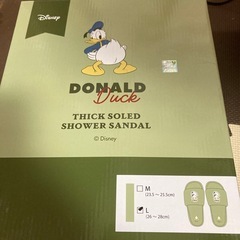 Disney
DONALD
Duck
THICK SOLED
SHOWER SANDAL
© Disney
M
(23.5～25.5cm)
L
(26～28cm)